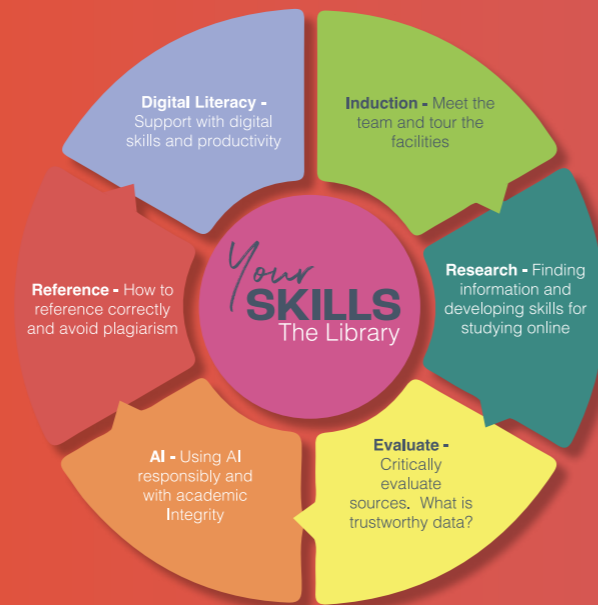 Your
SKILLS
The Library
Induction - Meet the
team and tour the
facilities
Research - Finding
information and
developing skills for
studying online
Evaluate -
Critically
evaluate
sources. What is
trustworthy data?
AI - Using AI
responsibly and
with academic
Integrity
Reference - How to
reference correctly
and avoid plagiarism
Digital Literacy -
Support with digital
skills and productivity